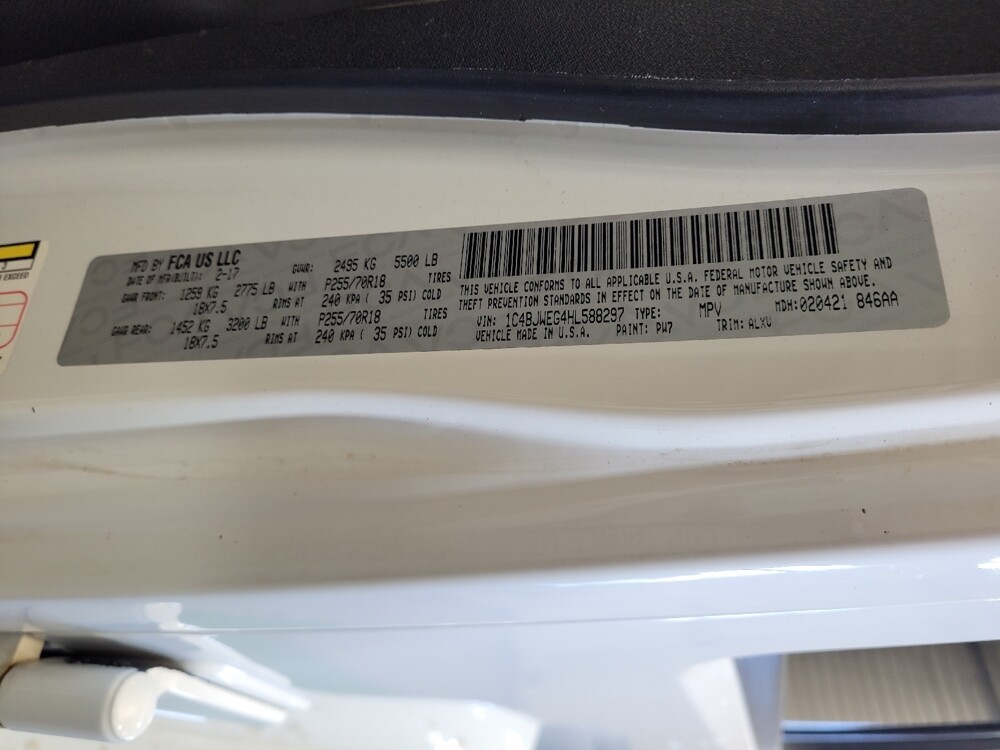 MFD BY FCA US LLC
DATE OF MFR(BUILT): 2-17 GVWR: 2495 KG 5500 LB
GAWR FRONT: 1259 KG 2775 LB WITH P255/70R18 TIRES
18X7.5 RIMS AT 240 KPA ( 35 PSI) COLD
GAWR REAR: 1452 KG 3200 LB WITH P255/70R18 TIRES
18X7.5 RIMS AT 240 KPA ( 35 PSI) COLD
THIS VEHICLE CONFORMS TO ALL APPLICABLE U.S.A. FEDERAL MOTOR VEHICLE SAFETY AND
THEFT PREVENTION STANDARDS IN EFFECT ON THE DATE OF MANUFACTURE SHOWN ABOVE.
VIN: 1C4BJWEG4HL588297 TYPE: MPV MDH:020421 846AA
VEHICLE MADE IN U.S.A. PAINT: PW7 TRIM: ALXV
EXCEED